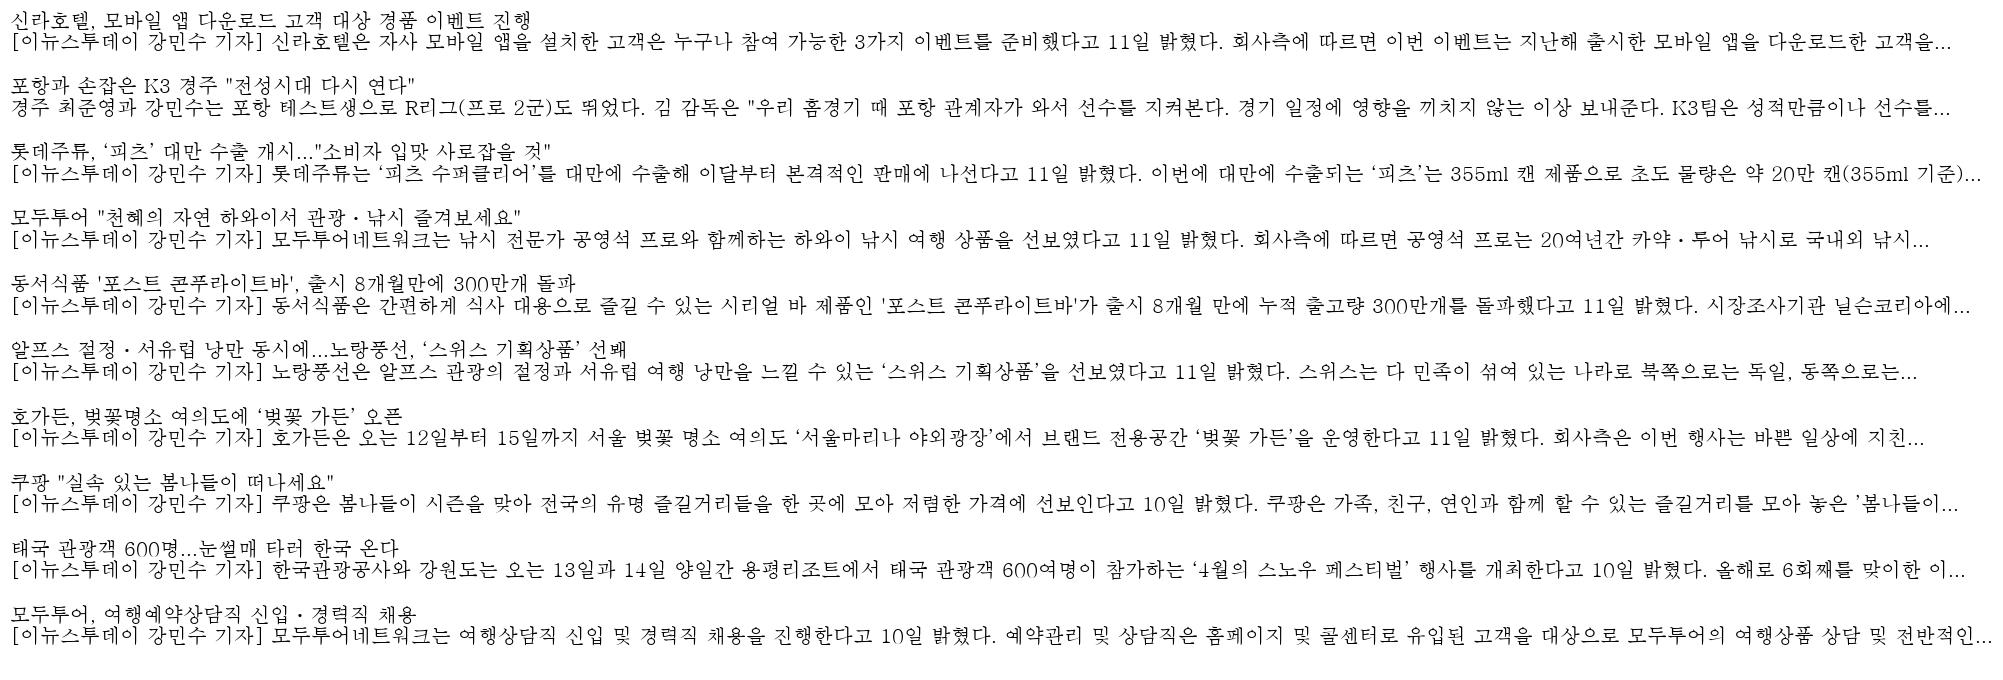 신라호텔, 모바일 앱 다운로드 고객 대상 경품 이벤트 진행
[이뉴스투데이 강민수 기자] 신라호텔은 자사 모바일 앱을 설치한 고객은 누구나 참여 가능한 3가지 이벤트를 준비했다고 11일 밝혔다. 회사측에 따르면 이번 이벤트는 지난해 출시한 모바일 앱을 다운로드한 고객을...
포항과 손잡은 K3 경주 "전성시대 다시 연다"
경주 최준영과 강민수는 포항 테스트생으로 R리그(프로 2군)도 뛰었다. 김 감독은 "우리 홈경기 때 포항 관계자가 와서 선수를 지켜본다. 경기 일정에 영향을 끼치지 않는 이상 보내준다. K3팀은 성적만큼이나 선수를...
롯데주류, ‘피츠’ 대만 수출 개시..."소비자 입맛 사로잡을 것"
[이뉴스투데이 강민수 기자] 롯데주류는 ‘피츠 수퍼클리어’를 대만에 수출해 이달부터 본격적인 판매에 나선다고 11일 밝혔다. 이번에 대만에 수출되는 ‘피츠’는 355ml 캔 제품으로 초도 물량은 약 20만 캔(355ml 기준)...
모두투어 "천혜의 자연 하와이서 관광・낚시 즐겨보세요"
[이뉴스투데이 강민수 기자] 모두투어네트워크는 낚시 전문가 공영석 프로와 함께하는 하와이 낚시 여행 상품을 선보였다고 11일 밝혔다. 회사측에 따르면 공영석 프로는 20여년간 카약・루어 낚시로 국내외 낚시...
동서식품 '포스트 콘푸라이트바', 출시 8개월만에 300만개 돌파
[이뉴스투데이 강민수 기자] 동서식품은 간편하게 식사 대용으로 즐길 수 있는 시리얼 바 제품인 '포스트 콘푸라이트바'가 출시 8개월 만에 누적 출고량 300만개를 돌파했다고 11일 밝혔다. 시장조사기관 닐슨코리아에...
알프스 절정・서유럽 낭만 동시에...노랑풍선, ‘스위스 기획상품’ 선봬
[이뉴스투데이 강민수 기자] 노랑풍선은 알프스 관광의 절정과 서유럽 여행 낭만을 느낄 수 있는 ‘스위스 기획상품’을 선보였다고 11일 밝혔다. 스위스는 다 민족이 섞여 있는 나라로 북쪽으로는 독일, 동쪽으로는...
호가든, 벚꽃명소 여의도에 ‘벚꽃 가든’ 오픈
[이뉴스투데이 강민수 기자] 호가든은 오는 12일부터 15일까지 서울 벚꽃 명소 여의도 ‘서울마리나 야외광장’에서 브랜드 전용공간 ‘벚꽃 가든’을 운영한다고 11일 밝혔다. 회사측은 이번 행사는 바쁜 일상에 지친...
쿠팡 "실속 있는 봄나들이 떠나세요"
[이뉴스투데이 강민수 기자] 쿠팡은 봄나들이 시즌을 맞아 전국의 유명 즐길거리들을 한 곳에 모아 저렴한 가격에 선보인다고 10일 밝혔다. 쿠팡은 가족, 친구, 연인과 함께 할 수 있는 즐길거리를 모아 놓은 ’봄나들이...
태국 관광객 600명...눈썰매 타러 한국 온다
[이뉴스투데이 강민수 기자] 한국관광공사와 강원도는 오는 13일과 14일 양일간 용평리조트에서 태국 관광객 600여명이 참가하는 ‘4월의 스노우 페스티벌’ 행사를 개최한다고 10일 밝혔다. 올해로 6회째를 맞이한 이...
모두투어, 여행예약상담직 신입・경력직 채용
[이뉴스투데이 강민수 기자] 모두투어네트워크는 여행상담직 신입 및 경력직 채용을 진행한다고 10일 밝혔다. 예약관리 및 상담직은 홈페이지 및 콜센터로 유입된 고객을 대상으로 모두투어의 여행상품 상담 및 전반적인...